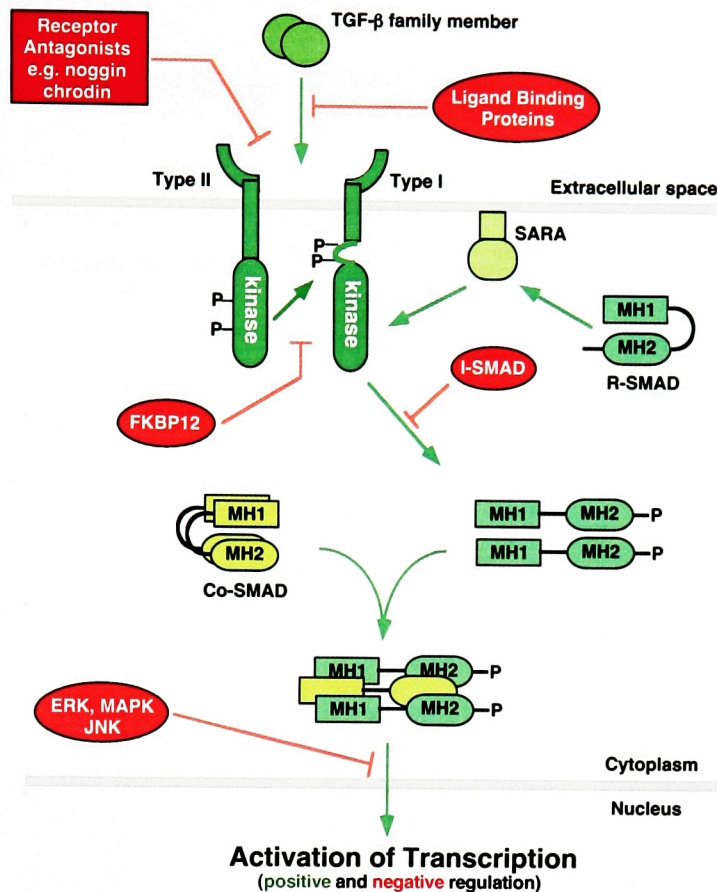 Receptor
Antagonists
e.g. noggin
chrodin
TGF-β family member
Ligand Binding
Proteins
Type II
Type I
Extracellular space
SARA
P
P
P
P
kinase
kinase
MH1
MH2
R-SMAD
I-SMAD
FKBP12
MH1
MH2
Co-SMAD
MH1
MH2
P
MH1
MH2
P
MH1
MH2
P
MH1
MH2
P
ERK, MAPK
JNK
Cytoplasm
Nucleus
Activation of Transcription
(positive and negative regulation)